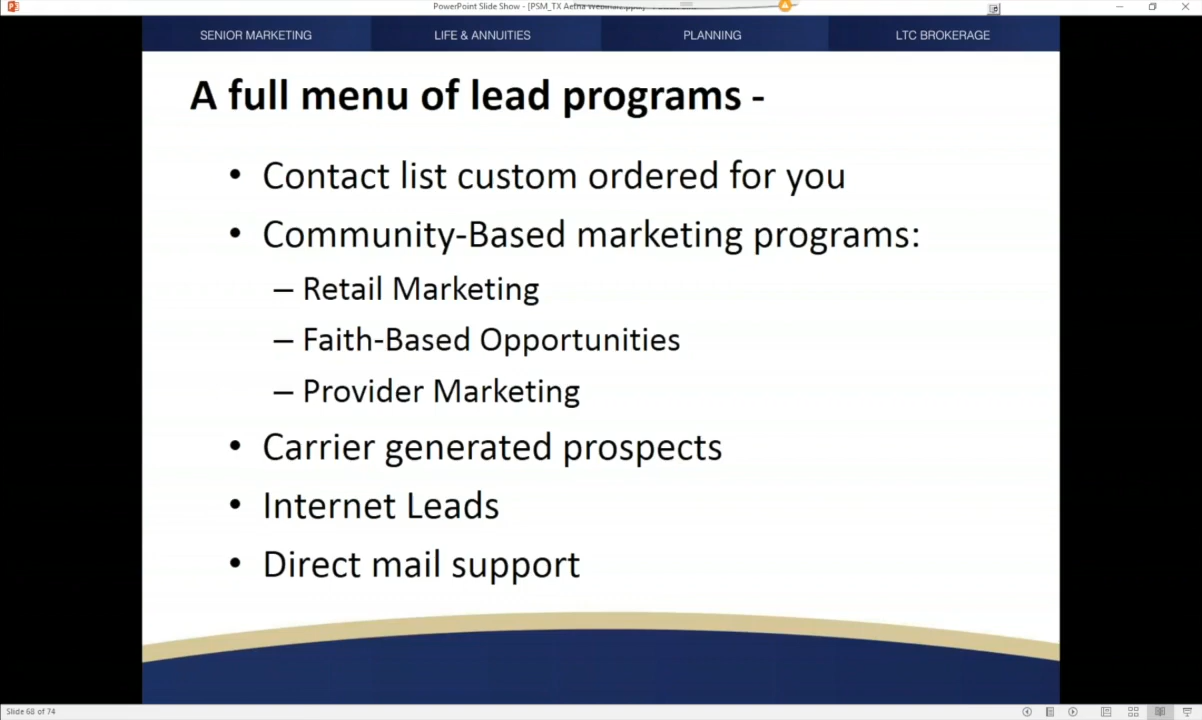 PowerPoint Slide Show - [PSM_TX Aetna Webinar2.pptx]
SENIOR MARKETING
LIFE & ANNUITIES
PLANNING
LTC BROKERAGE
A full menu of lead programs -
• Contact list custom ordered for you
• Community-Based marketing programs:
– Retail Marketing
– Faith-Based Opportunities
– Provider Marketing
• Carrier generated prospects
• Internet Leads
• Direct mail support
Slide 68 of 74